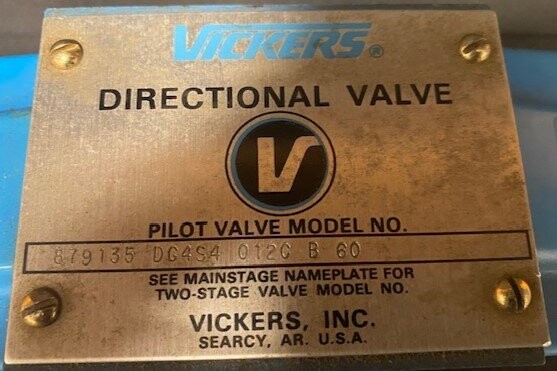 VICKERS®
DIRECTIONAL VALVE
V
PILOT VALVE MODEL NO.
879135 DG4S4 012C B 60
SEE MAINSTAGE NAMEPLATE FOR
TWO-STAGE VALVE MODEL NO.
VICKERS, INC.
SEARCY, AR. U.S.A.